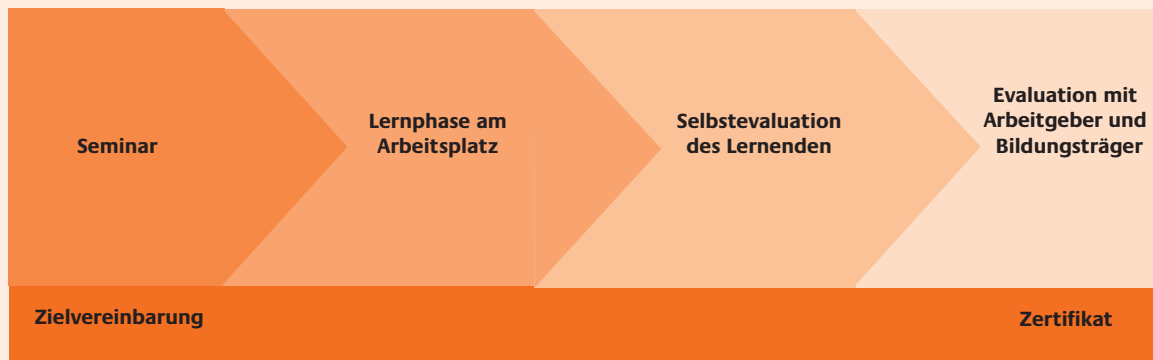 Seminar
Lernphase am
Arbeitsplatz
Selbstevaluation
des Lernenden
Evaluation mit
Arbeitgeber und
Bildungsträger
Zielvereinbarung
Zertifikat